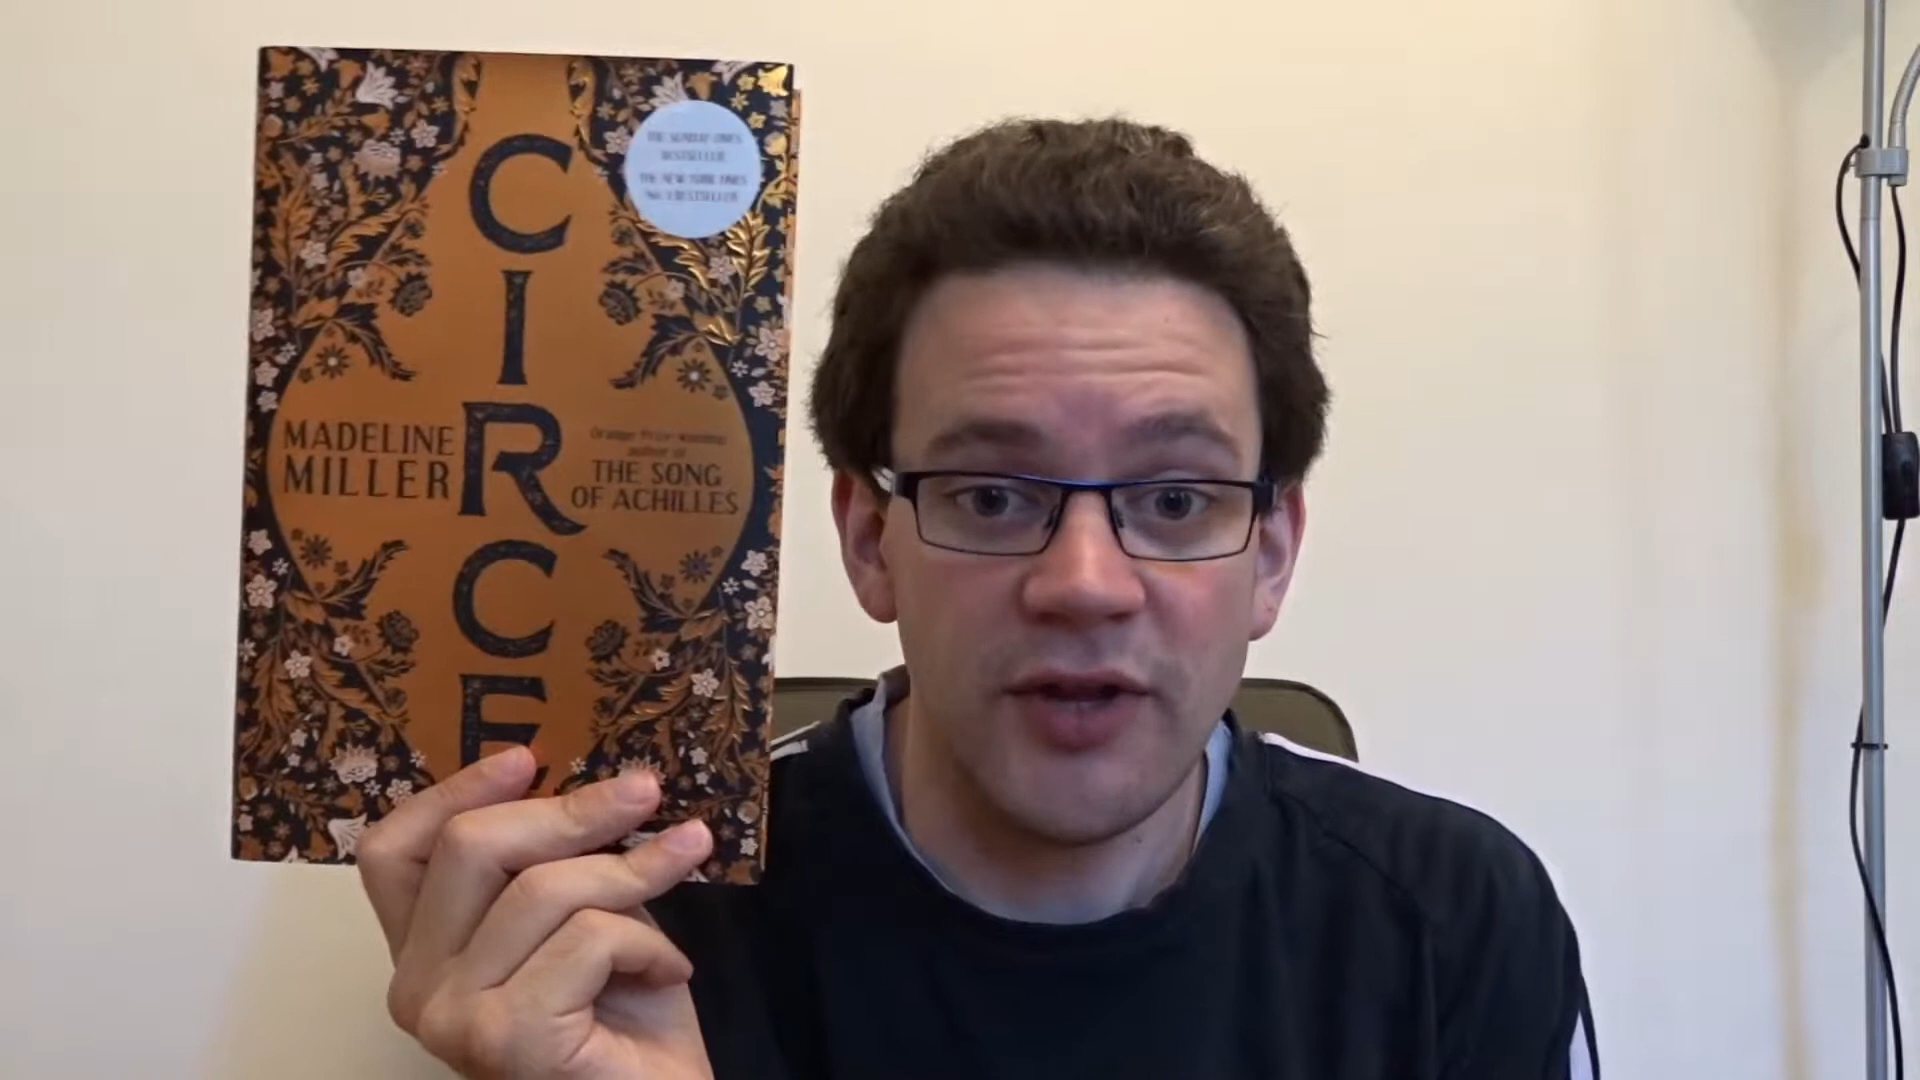 CIRCE
MADELINE
MILLER
Orange Prize-winning
author of
THE SONG
OF ACHILLES
THE SUNDAY TIMES
BESTSELLER
THE NEW YORK TIMES
No. 1 BESTSELLER